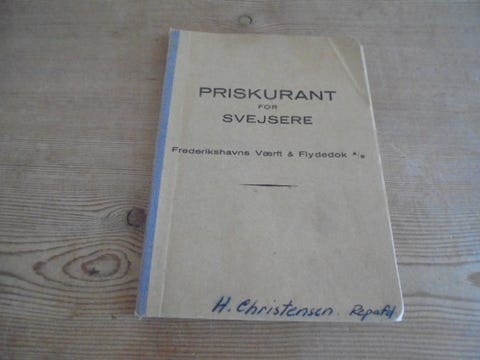 PRISKURANT
FOR
SVEJSERE
Frederikshavns Værft & Flydedok A/S
H. Christensen. Repafd